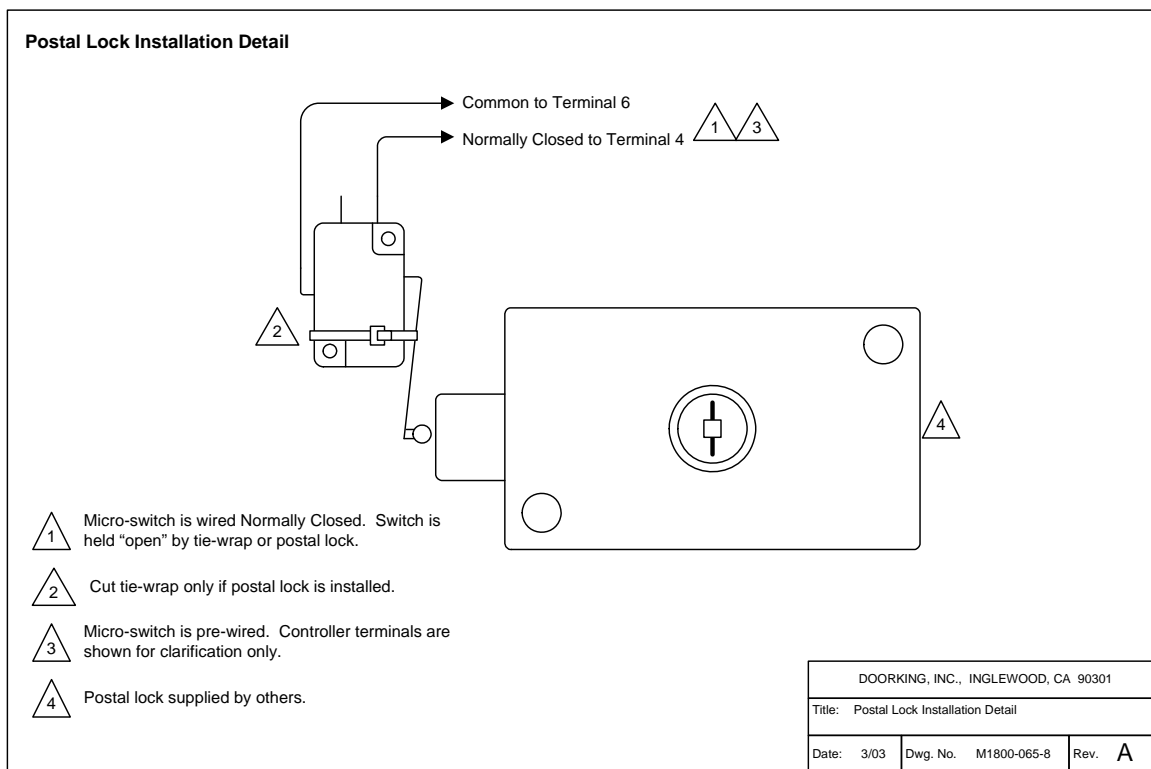 Postal Lock Installation Detail
Common to Terminal 6
Normally Closed to Terminal 4
1 3
2
4
1 Micro-switch is wired Normally Closed. Switch is
held “open” by tie-wrap or postal lock.
2 Cut tie-wrap only if postal lock is installed.
3 Micro-switch is pre-wired. Controller terminals are
shown for clarification only.
4 Postal lock supplied by others.
DOORKING, INC., INGLEWOOD, CA 90301
Title: Postal Lock Installation Detail
Date: 3/03 Dwg. No. M1800-065-8 Rev. A